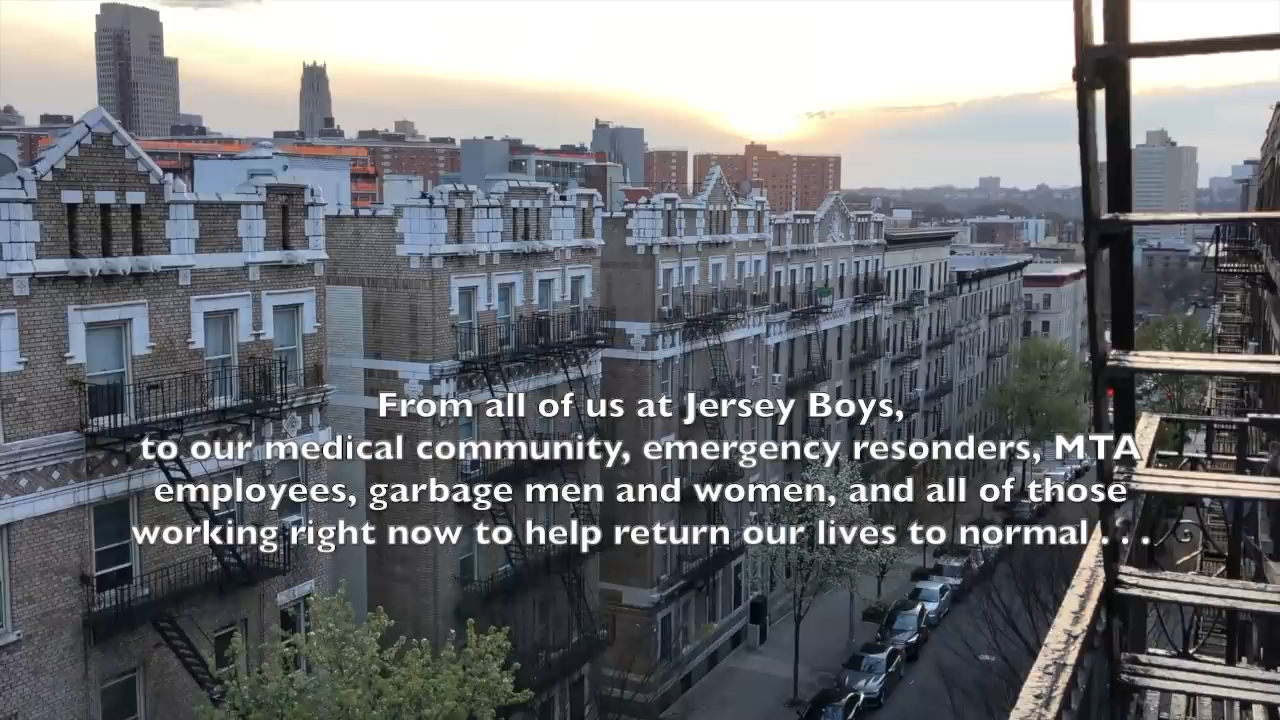 From all of us at Jersey Boys,
to our medical community, emergency resonders, MTA
employees, garbage men and women, and all of those
working right now to help return our lives to normal . . .